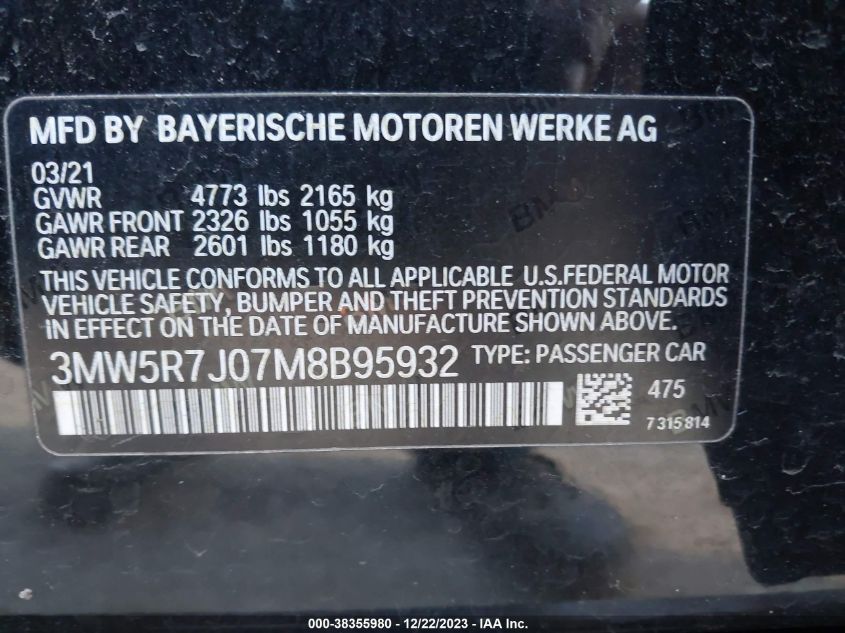 MFD BY BAYERISCHE MOTOREN WERKE AG
03/21
GVWR 4773 lbs 2165 kg
GAWR FRONT 2326 lbs 1055 kg
GAWR REAR 2601 lbs 1180 kg
THIS VEHICLE CONFORMS TO ALL APPLICABLE U.S.FEDERAL MOTOR
VEHICLE SAFETY, BUMPER AND THEFT PREVENTION STANDARDS
IN EFFECT ON THE DATE OF MANUFACTURE SHOWN ABOVE.
3MW5R7J07M8B95932 TYPE: PASSENGER CAR
475
7315814
000-38355980 - 12/22/2023 - IAA Inc.